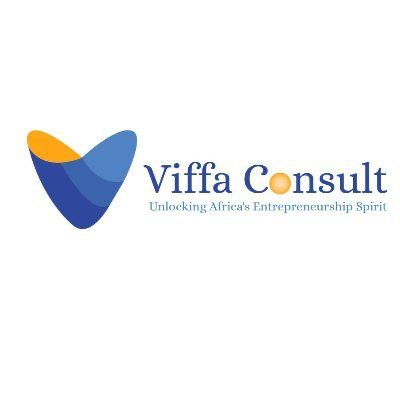 Viffa Consult
Unlocking Africa's Entrepreneurship Spirit